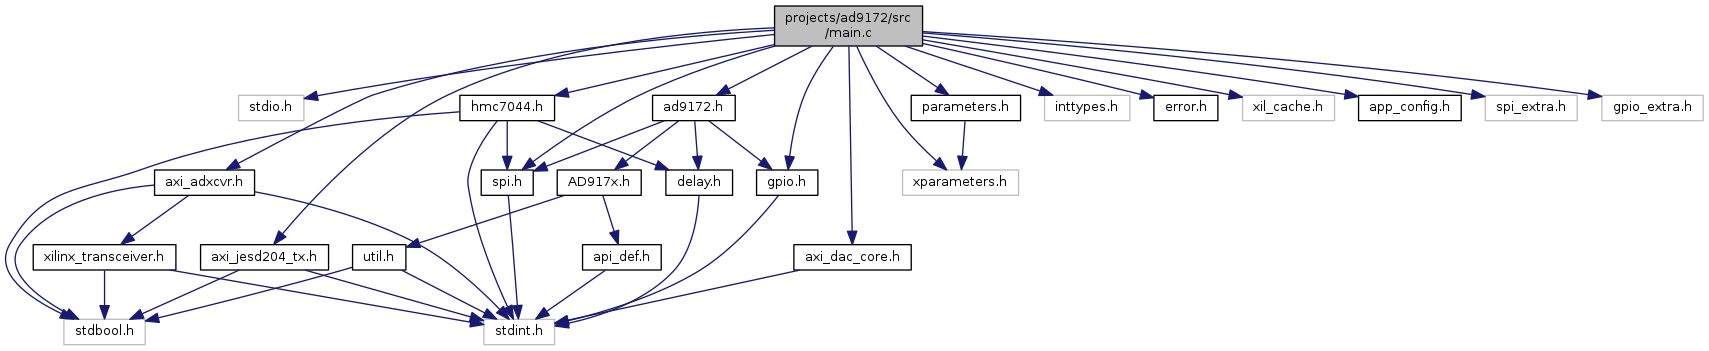 projects/ad9172/src
/main.c
stdio.h
hmc7044.h
ad9172.h
parameters.h
inttypes.h
error.h
xil_cache.h
app_config.h
spi_extra.h
gpio_extra.h
axi_adxcvr.h
spi.h
AD917x.h
delay.h
gpio.h
xparameters.h
xilinx_transceiver.h
axi_jesd204_tx.h
util.h
api_def.h
axi_dac_core.h
stdbool.h
stdint.h